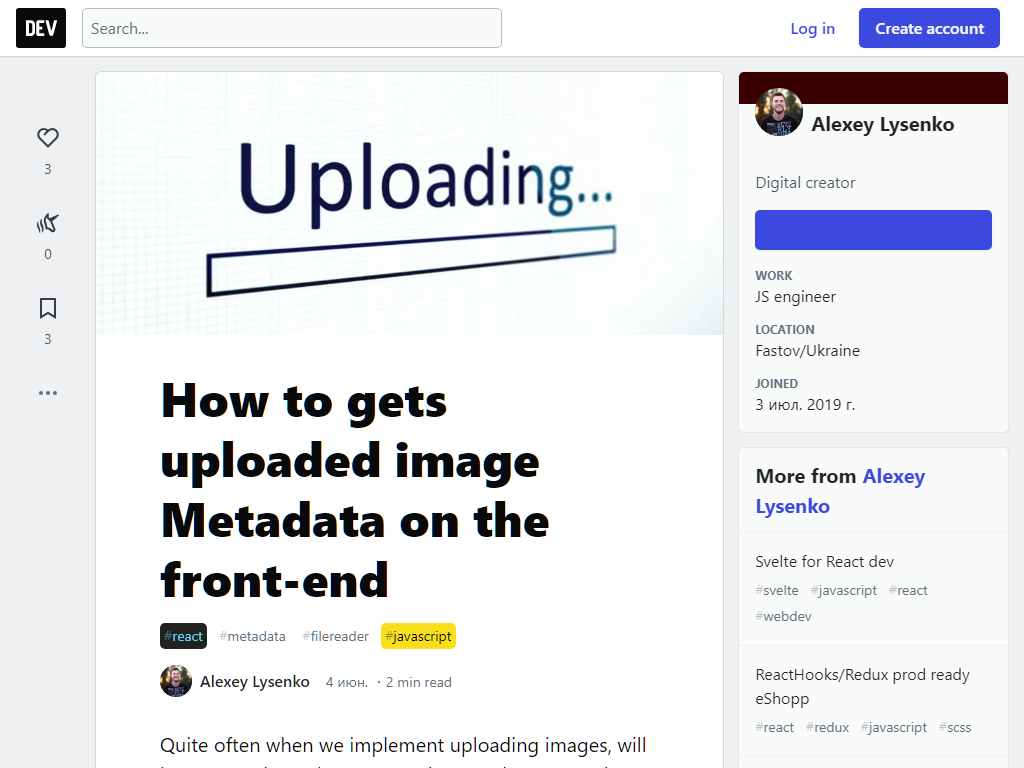 DEV
Search...
Log in
Create account
3
0
3
Uploading...
How to gets
uploaded image
Metadata on the
front-end
#react #metadata #filereader #javascript
Alexey Lysenko 4 июн. ・2 min read
Quite often when we implement uploading images, will
Alexey Lysenko
Digital creator
WORK
JS engineer
LOCATION
Fastov/Ukraine
JOINED
3 июл. 2019 г.
More from Alexey
Lysenko
Svelte for React dev
#svelte #javascript #react
#webdev
ReactHooks/Redux prod ready
eShopp
#react #redux #javascript #scss